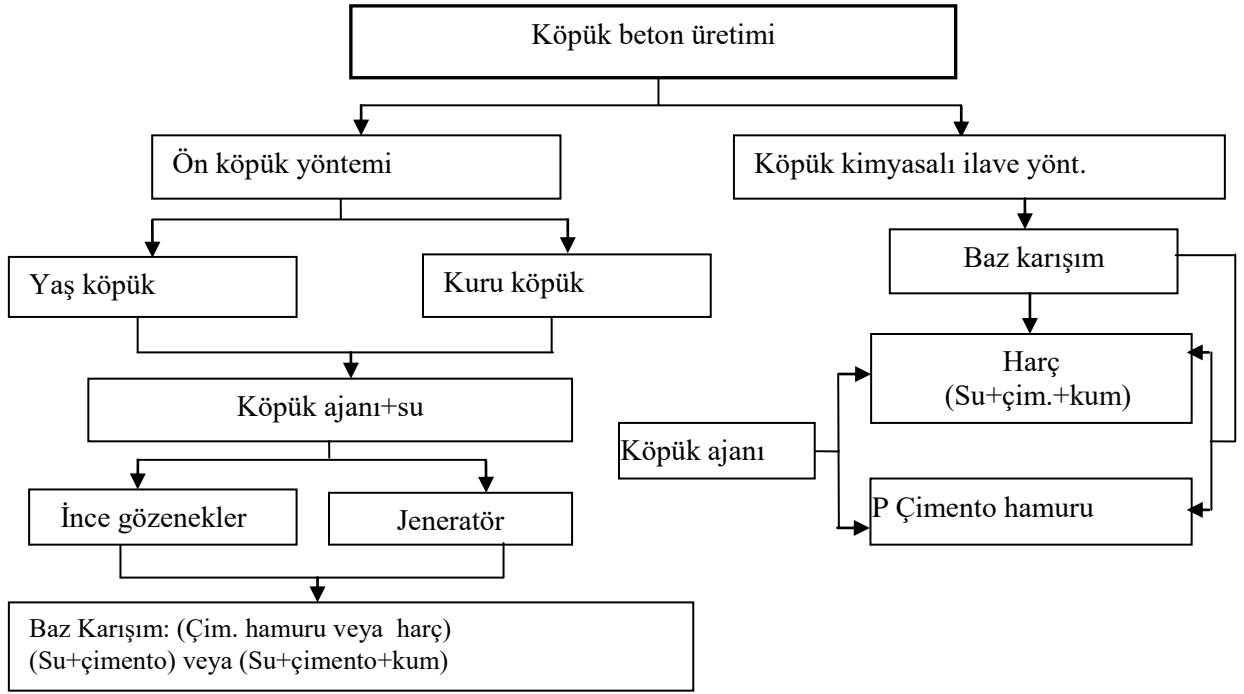 Köpük beton üretimi
Ön köpük yöntemi
Köpük kimyasalı ilave yönt.
Yaş köpük
Kuru köpük
Baz karışım
Köpük ajanı+su
Harç
(Su+çim.+kum)
Köpük ajanı
İnce gözenekler
Jeneratör
P Çimento hamuru
Baz Karışım: (Çim. hamuru veya harç)
(Su+çimento) veya (Su+çimento+kum)